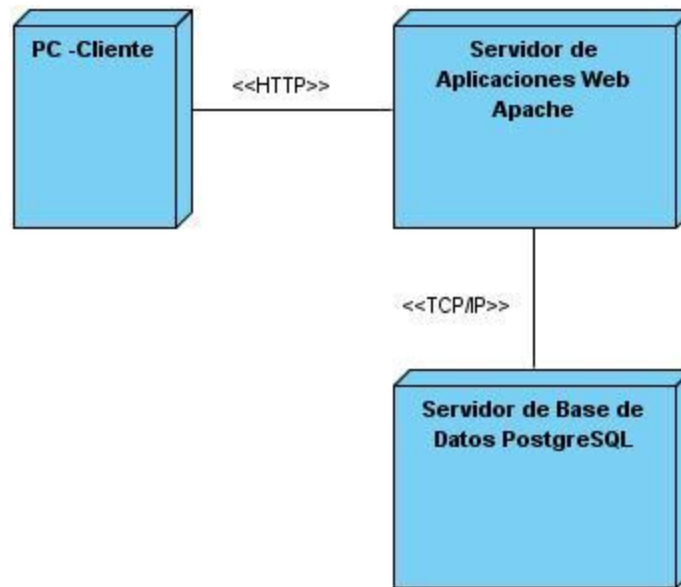 PC -Cliente
<<HTTP>>
Servidor de
Aplicaciones Web
Apache
<<TCP/IP>>
Servidor de Base de
Datos PostgreSQL